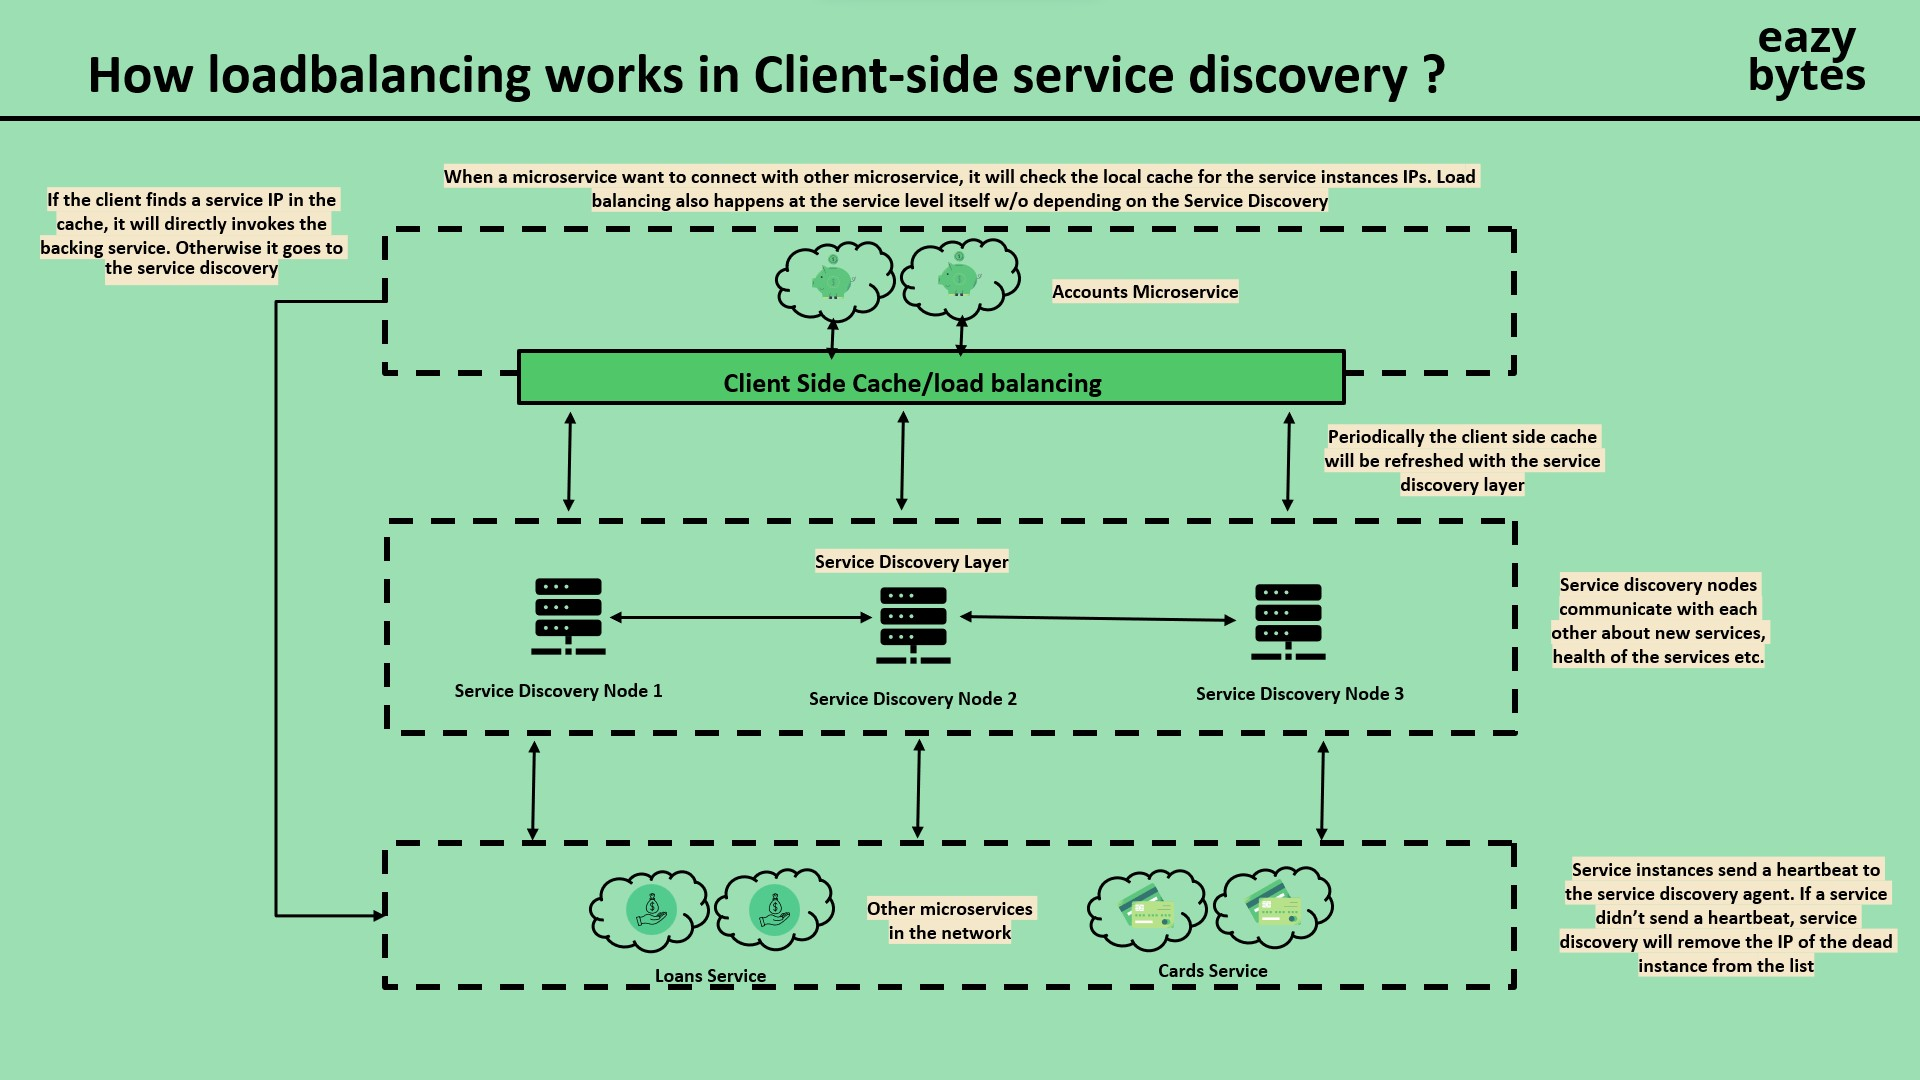 How loadbalancing works in Client-side service discovery ?
eazy
bytes
If the client finds a service IP in the
cache, it will directly invokes the
backing service. Otherwise it goes to
the service discovery
When a microservice want to connect with other microservice, it will check the local cache for the service instances IPs. Load
balancing also happens at the service level itself w/o depending on the Service Discovery
Accounts Microservice
Client Side Cache/load balancing
Periodically the client side cache
will be refreshed with the service
discovery layer
Service Discovery Layer
Service Discovery Node 1
Service Discovery Node 2
Service Discovery Node 3
Service discovery nodes
communicate with each
other about new services,
health of the services etc.
Loans Service
Other microservices
in the network
Cards Service
Service instances send a heartbeat to
the service discovery agent. If a service
didn’t send a heartbeat, service
discovery will remove the IP of the dead
instance from the list